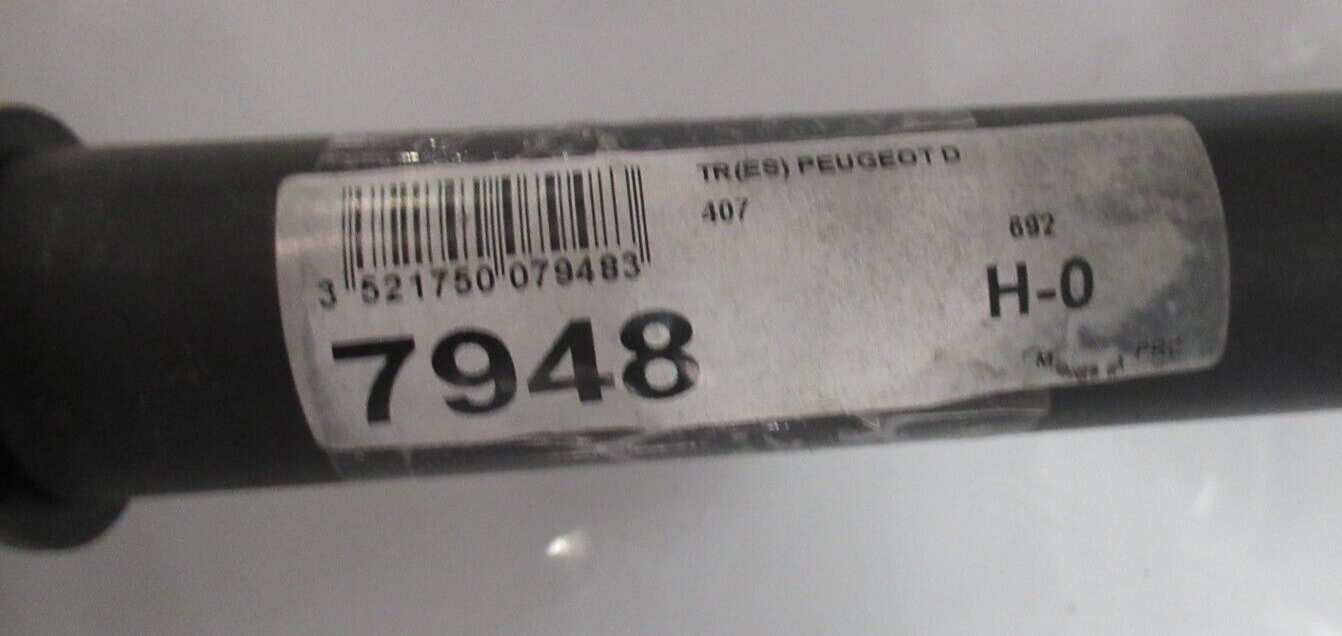 TR(ES) PEUGEOT D
407
692
3 521750 079483
H-0
7948